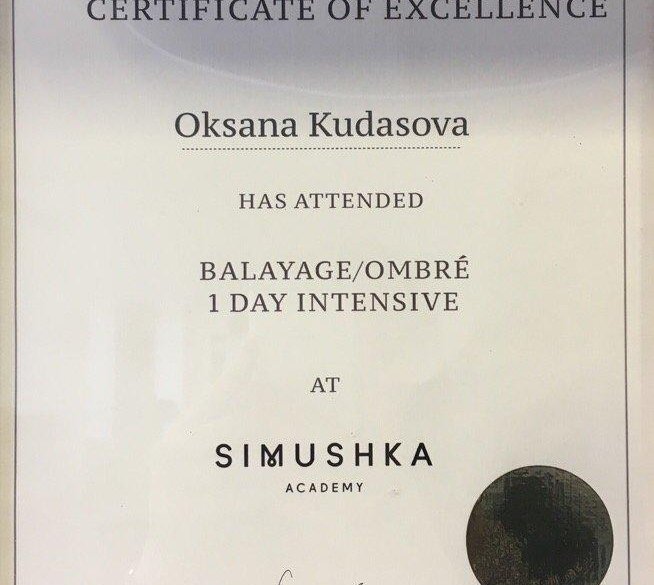 CERTIFICATE OF EXCELLENCE
Oksana Kudasova
HAS ATTENDED
BALAYAGE/OMBRÉ
1 DAY INTENSIVE
AT
SIMUSHKA
ACADEMY